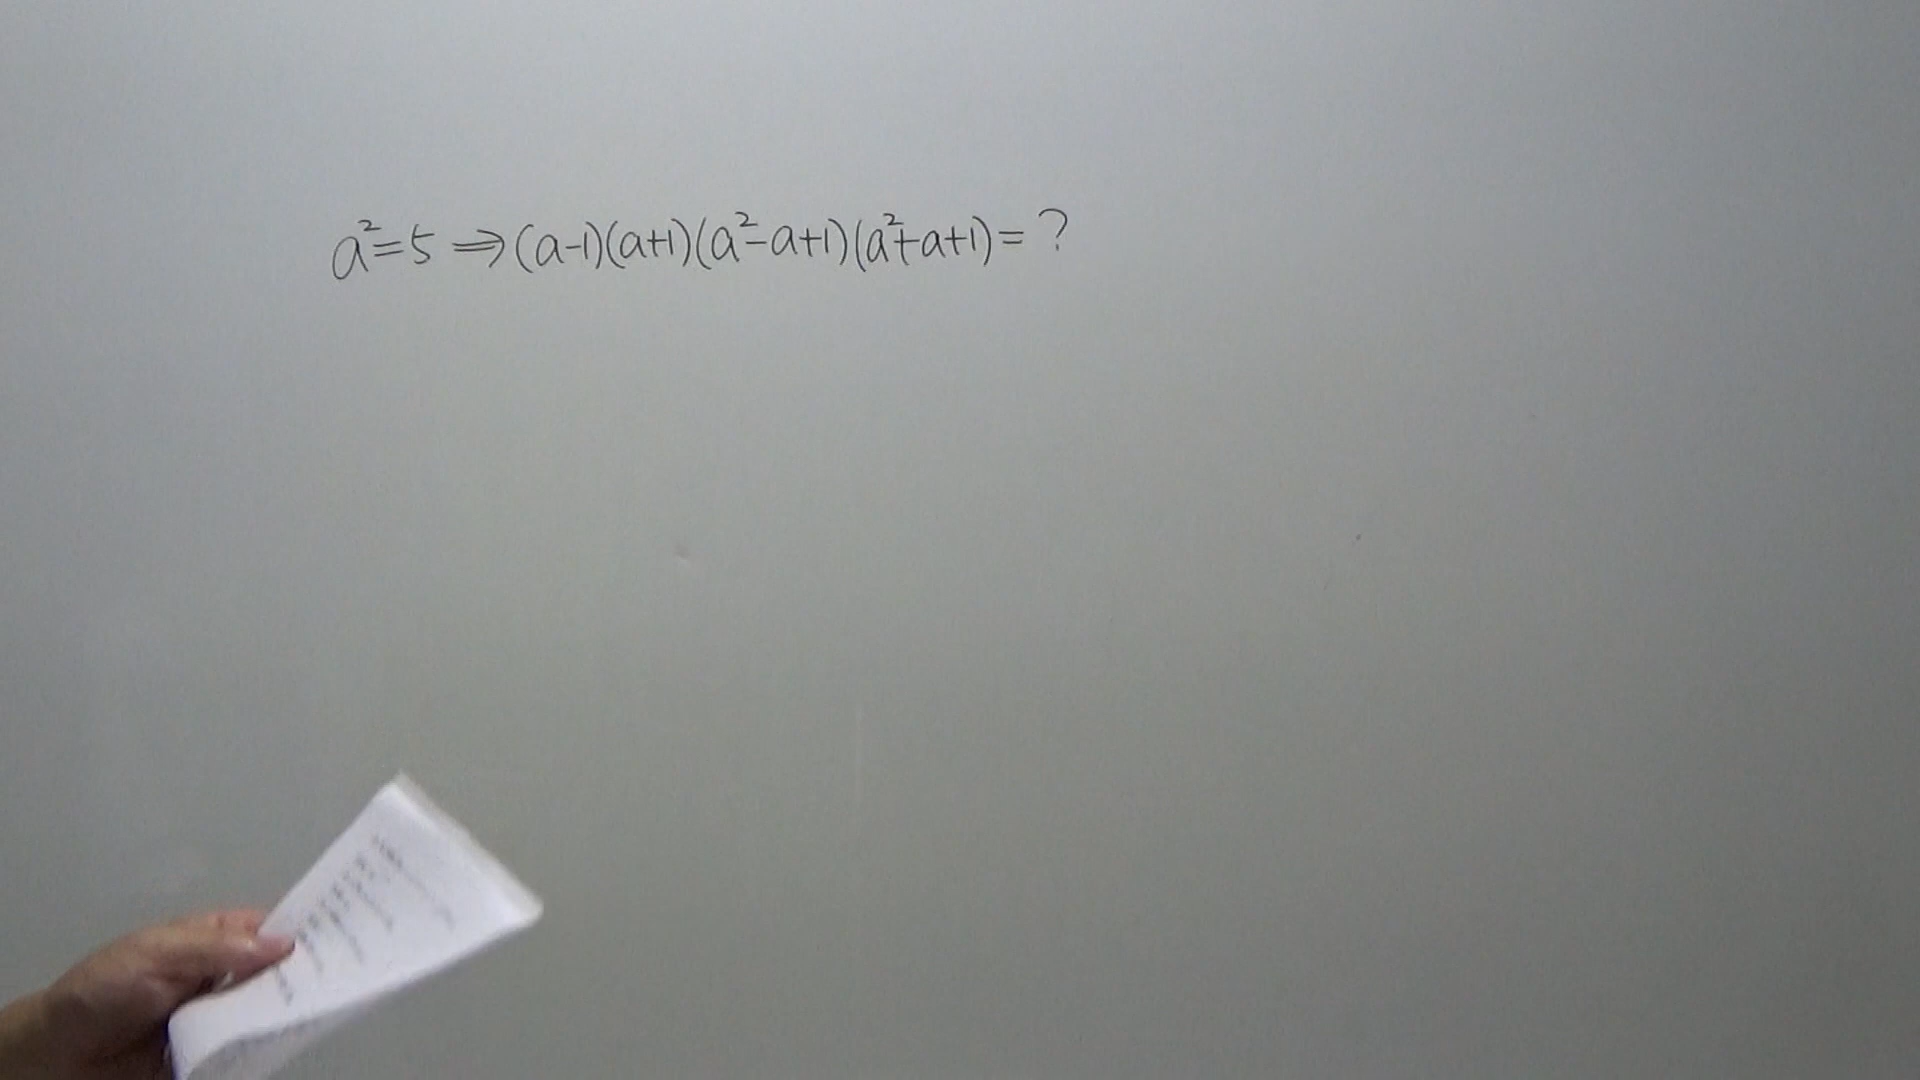 a²=5 ⇒ (a-1)(a+1)(a²-a+1)(a²+a+1)= ?